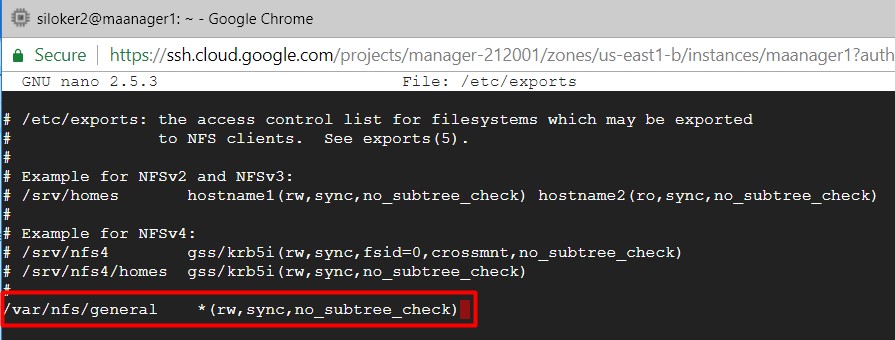 siloker2@maanager1: ~ - Google Chrome
Secure https://ssh.cloud.google.com/projects/manager-212001/zones/us-east1-b/instances/maanager1?auth
GNU nano 2.5.3 File: /etc/exports
# /etc/exports: the access control list for filesystems which may be exported
# to NFS clients. See exports(5).
#
# Example for NFSv2 and NFSv3:
# /srv/homes hostname1(rw,sync,no_subtree_check) hostname2(ro,sync,no_subtree_check)
#
# Example for NFSv4:
# /srv/nfs4 gss/krb5i(rw,sync,fsid=0,crossmnt,no_subtree_check)
# /srv/nfs4/homes gss/krb5i(rw,sync,no_subtree_check)
#
/var/nfs/general *(rw,sync,no_subtree_check)